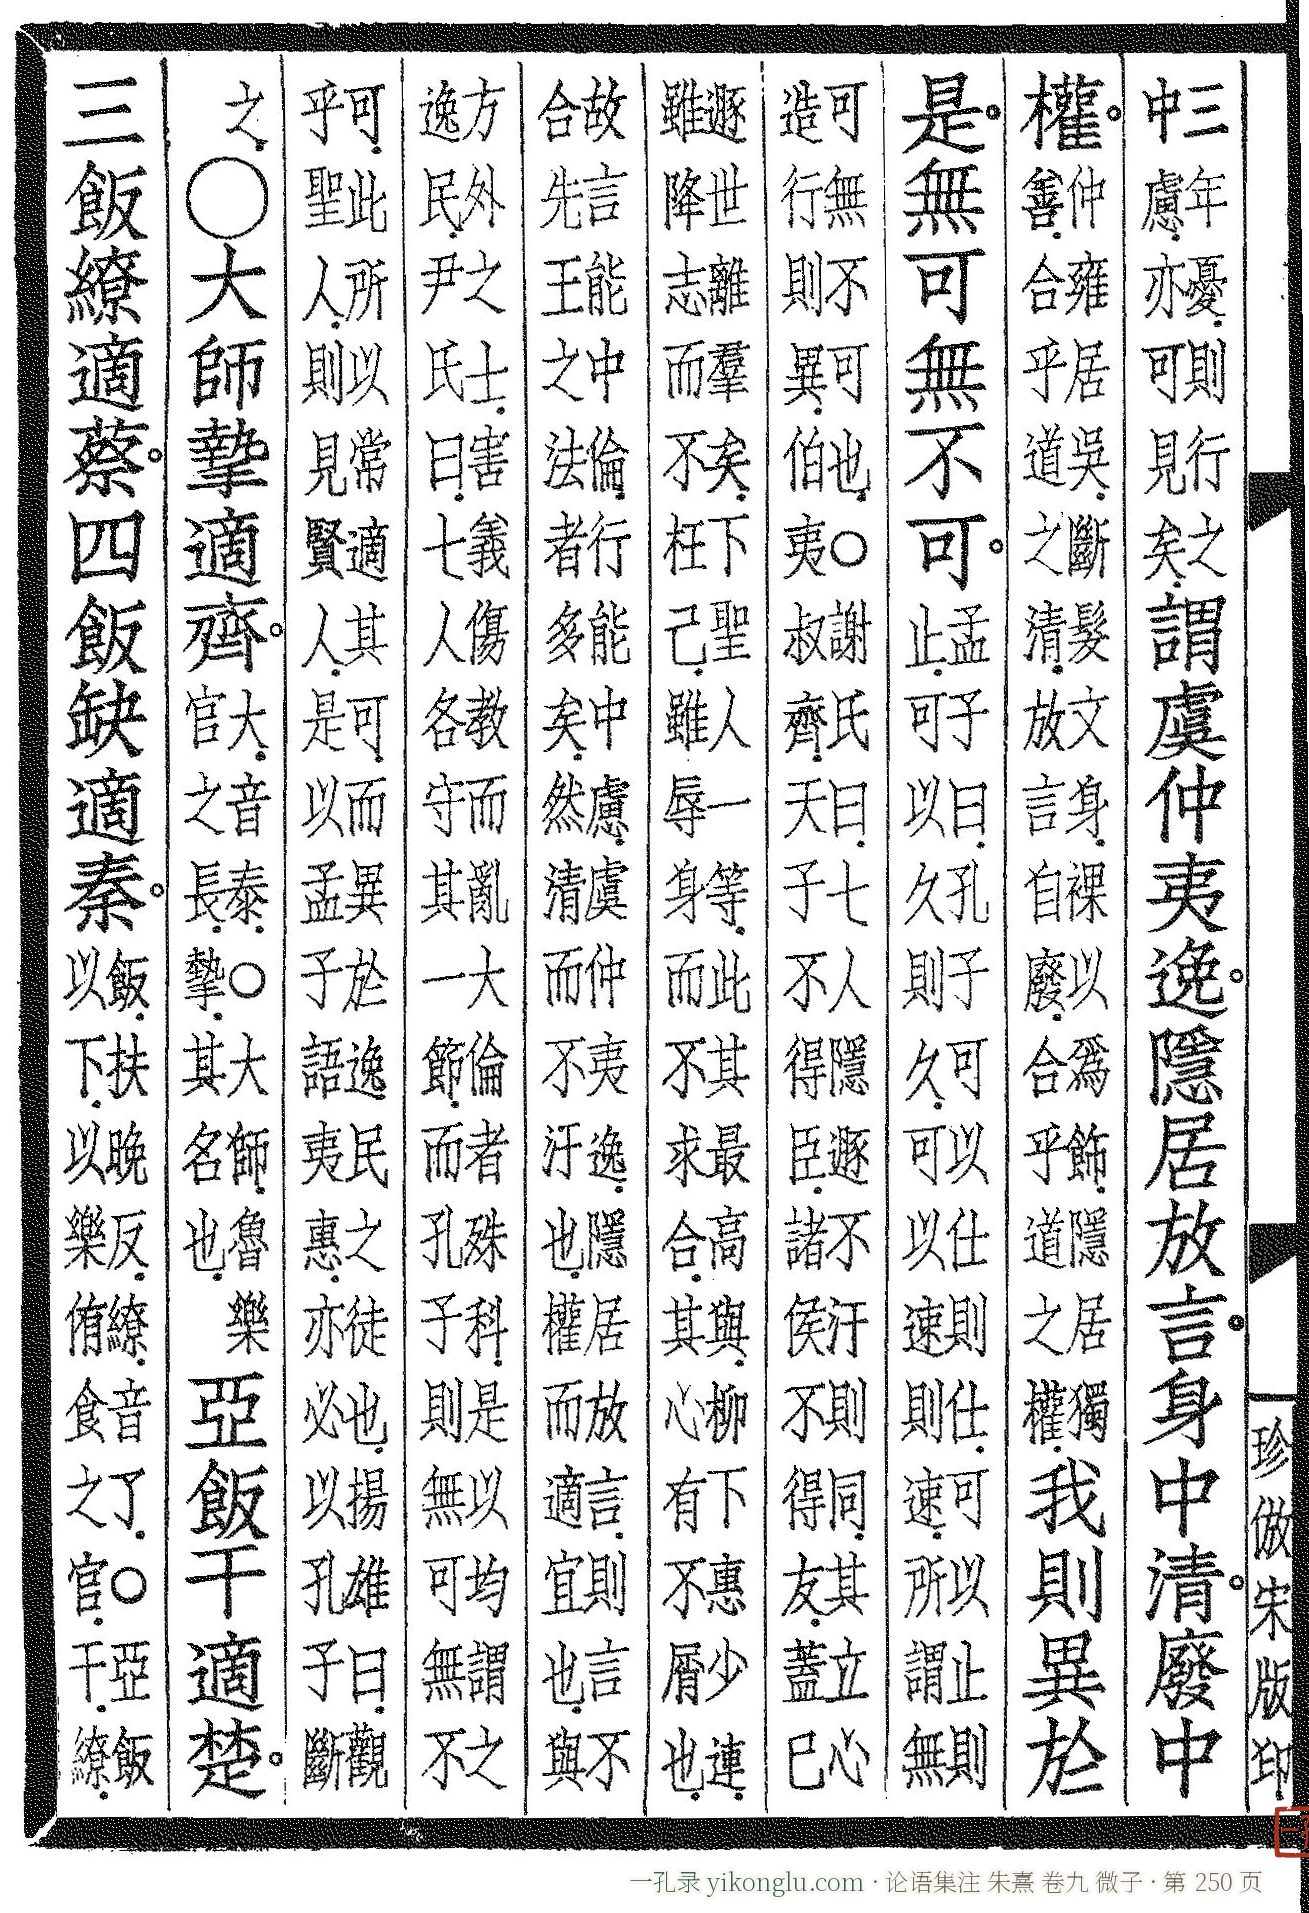 三年憂。則行之中慮。亦可見矣。謂虞仲夷逸。隱居放言。身中清。廢中
權。仲雍居吳。斷髮文身。裸以爲飾。隱居獨善。合乎道之清。放言自廢。合乎道之權。我則異於
是。無可無不可。孟子曰。孔子可以仕則仕。可以止則止。可以久則久。可以速則速。所謂無
可無不可也。○謝氏曰。七人隱遯不汙則同。其立心造行則異。伯夷叔齊。天子不得臣。諸侯不得友。蓋已
遯世離羣矣。下聖人一等。此其最高與。柳下惠少連。雖降志而不枉己。雖辱身而不求合。其心有不屑也。
故言能中倫。行能中慮。虞仲夷逸。隱居放言。則言不合先王之法者多矣。然清而不汙也。權而適宜也。與
方外之士。害義傷教而亂大倫者殊科。是以均謂之逸民。尹氏曰。七人各守其一節。而孔子則無可無不
可。此所以常適其可。而異於逸民之徒也。揚雄曰。觀乎聖人。則見賢人。是以孟子語夷惠。亦必以孔子斷
之。○大師摯適齊。大。音泰。○大師。魯樂官之長。摯。其名也。亞飯干適楚。
三飯繚適蔡。四飯缺適秦。飯。扶晚反。繚。音了。○亞飯以下。以樂侑食之官。干。繚。
珍倣宋版印
一孔录 yikonglu.com · 论语集注 朱熹 卷九 微子 · 第 250 页